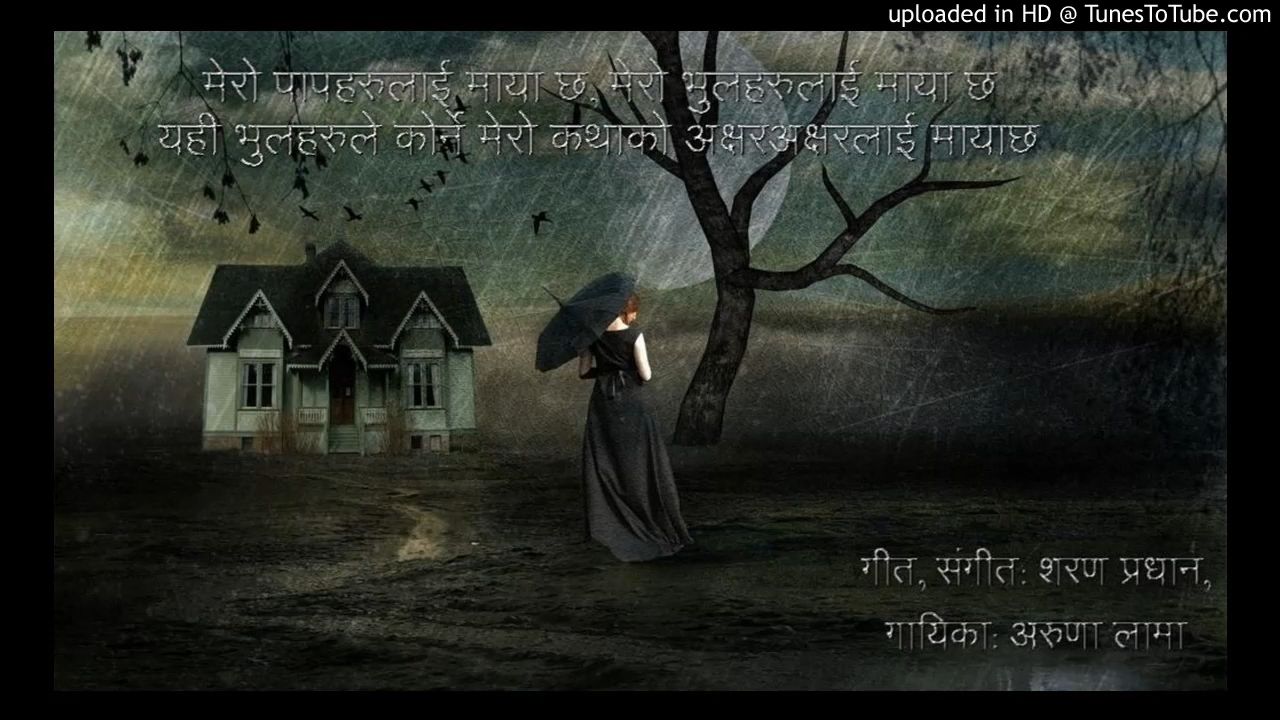 uploaded in HD @ TunesToTube.com
मेरो पापहरुलाई माया छ, मेरो भुलहरुलाई माया छ
यही भुलहरुले कोर्ने मेरो कथाको अक्षरअक्षरलाई मायाछ
गीत, संगीतः शरण प्रधान,
गायिकाः अरुणा लामा